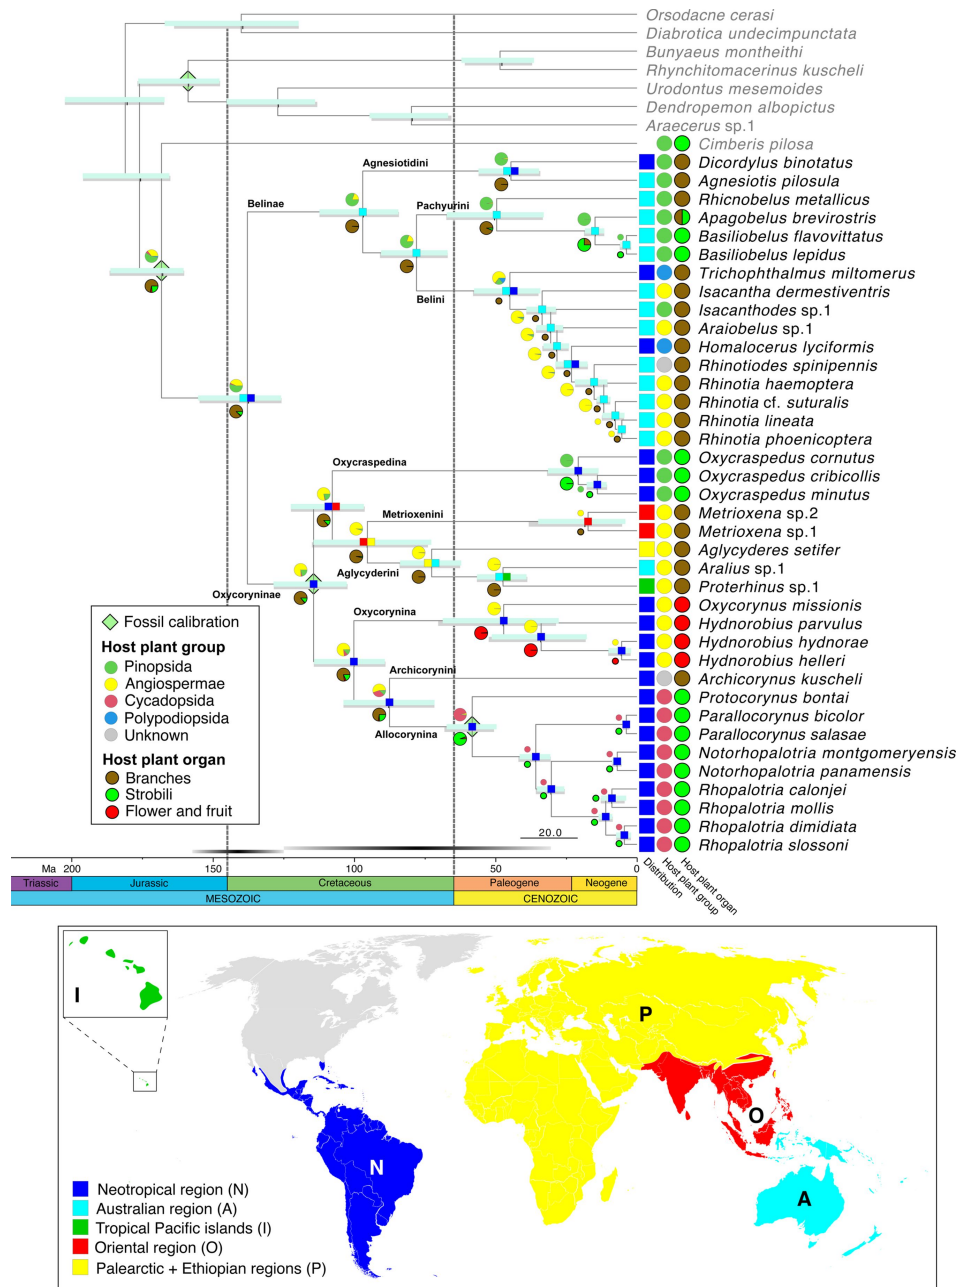 Orsodacne cerasi
Diabrotica undecimpunctata
Bunyaeus montheithi
Rhynchitomacerinus kuscheli
Urodontus mesemoides
Dendropemon albopictus
Araecerus sp.1
Cimberis pilosa
Agnesiotidini
Dicordylus binotatus
Agnesiotis pilosula
Belinae
Pachyurini
Rhicnobelus metallicus
Apagobelus brevirostris
Basiliobelus flavovittatus
Basiliobelus lepidus
Belini
Trichophthalmus miltomerus
Isacantha dermestiventris
Isacanthodes sp.1
Araiobelus sp.1
Homalocerus lyciformis
Rhinotiodes spinipennis
Rhinotia haemoptera
Rhinotia cf. suturalis
Rhinotia lineata
Rhinotia phoenicoptera
Oxycraspedina
Oxycraspedus cornutus
Oxycraspedus cribicollis
Oxycraspedus minutus
Metrioxenini
Metrioxena sp.2
Metrioxena sp.1
Aglycyderini
Aglycyderes setifer
Aralius sp.1
Proterhinus sp.1
Oxycoryninae
Oxycorynina
Oxycorynus missionis
Hydnorobius parvulus
Hydnorobius hydnorae
Hydnorobius helleri
Archicorynini
Archicorynus kuscheli
Allocorynina
Protocorynus bontai
Parallocorynus bicolor
Parallocorynus salasae
Notorhopalotria montgomeryensis
Notorhopalotria panamensis
Rhopalotria calonjei
Rhopalotria mollis
Rhopalotria dimidiata
Rhopalotria slossoni
Fossil calibration
Host plant group
Pinopsida
Angiospermae
Cycadopsida
Polypodiopsida
Unknown
Host plant organ
Branches
Strobili
Flower and fruit
20.0
Ma 200 150 100 50 0
Distribution
Host plant group
Host plant organ
Triassic Jurassic Cretaceous Paleogene Neogene
MESOZOIC CENOZOIC
I
P
O
N
A
Neotropical region (N)
Australian region (A)
Tropical Pacific islands (I)
Oriental region (O)
Palearctic + Ethiopian regions (P)